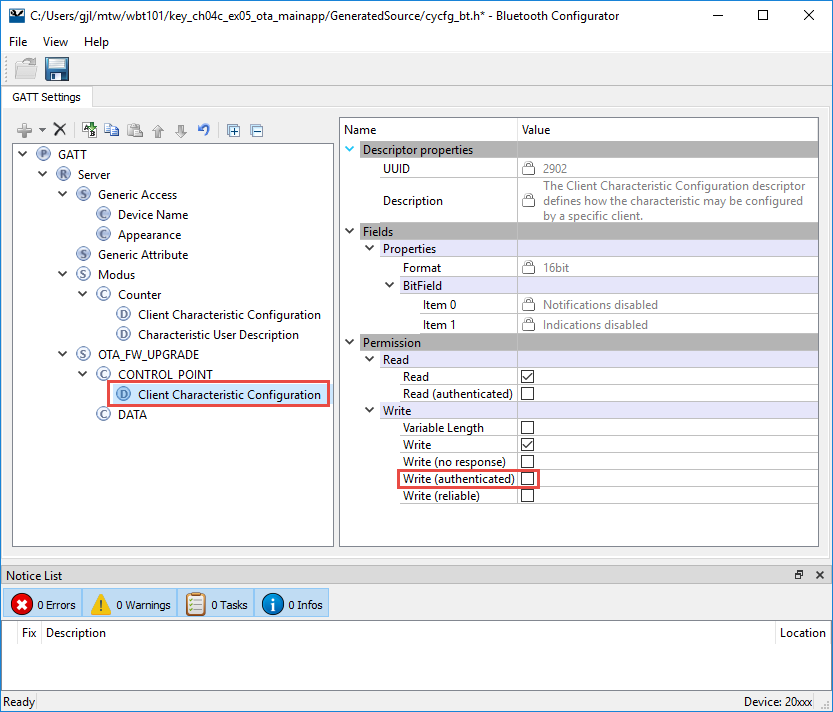 C:/Users/gjl/mtw/wbt101/key_ch04c_ex05_ota_mainapp/GeneratedSource/cycfg_bt.h* - Bluetooth Configurator
File View Help
GATT Settings
P GATT
R Server
S Generic Access
C Device Name
C Appearance
S Generic Attribute
S Modus
C Counter
D Client Characteristic Configuration
D Characteristic User Description
S OTA_FW_UPGRADE
C CONTROL_POINT
D Client Characteristic Configuration
C DATA
Name Value
Descriptor properties
UUID 2902
Description
The Client Characteristic Configuration descriptor
defines how the characteristic may be configured
by a specific client.
Fields
Properties
Format 16bit
BitField
Item 0 Notifications disabled
Item 1 Indications disabled
Permission
Read
Read
Read (authenticated)
Write
Variable Length
Write
Write (no response)
Write (authenticated)
Write (reliable)
Notice List
0 Errors 0 Warnings 0 Tasks 0 Infos
Fix Description Location
Ready Device: 20xxx